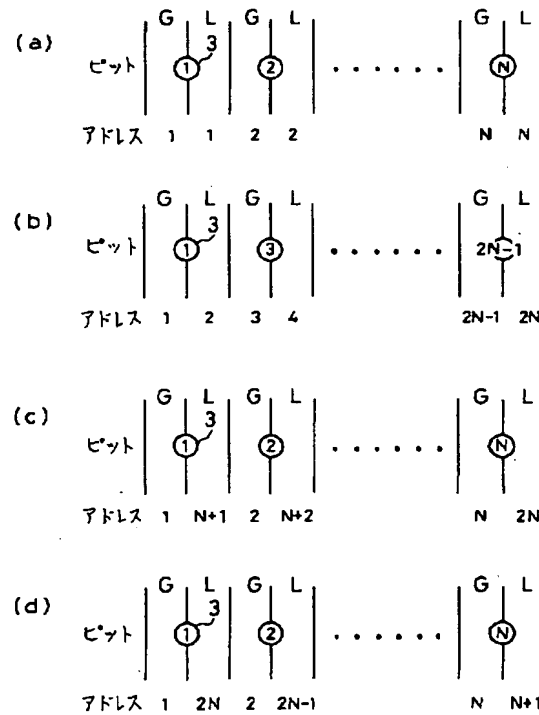 (a)
G L G L G L
3
ピット 1 2 ...... N
アドレス 1 1 2 2 N N
(b)
G L G L G L
3
ピット 1 3 ...... 2N-1
アドレス 1 2 3 4 2N-1 2N
(c)
G L G L G L
3
ピット 1 2 ...... N
アドレス 1 N+1 2 N+2 N 2N
(d)
G L G L G L
3
ピット 1 2 ...... N
アドレス 1 2N 2 2N-1 N N+1